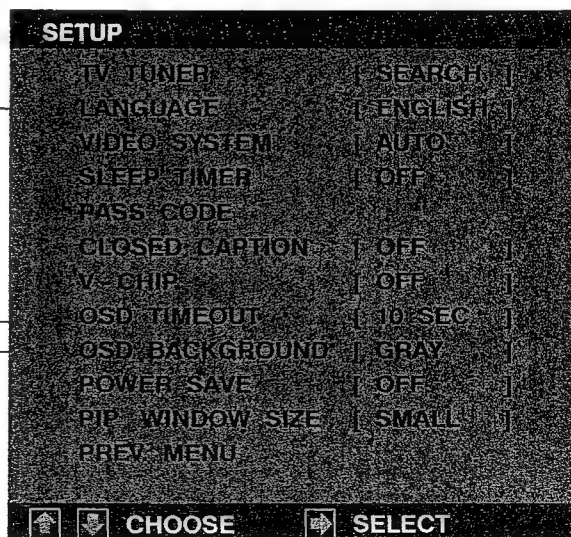 SETUP
TV TUNER [ SEARCH ]
LANGUAGE [ ENGLISH ]
VIDEO SYSTEM [ AUTO ]
SLEEP TIMER [ OFF ]
PASS CODE
CLOSED CAPTION [ OFF ]
V-CHIP [ OFF ]
OSD TIMEOUT [ 10 SEC ]
OSD BACKGROUND [ GRAY ]
POWER SAVE [ OFF ]
PIP WINDOW SIZE [ SMALL ]
PREV MENU
CHOOSE SELECT